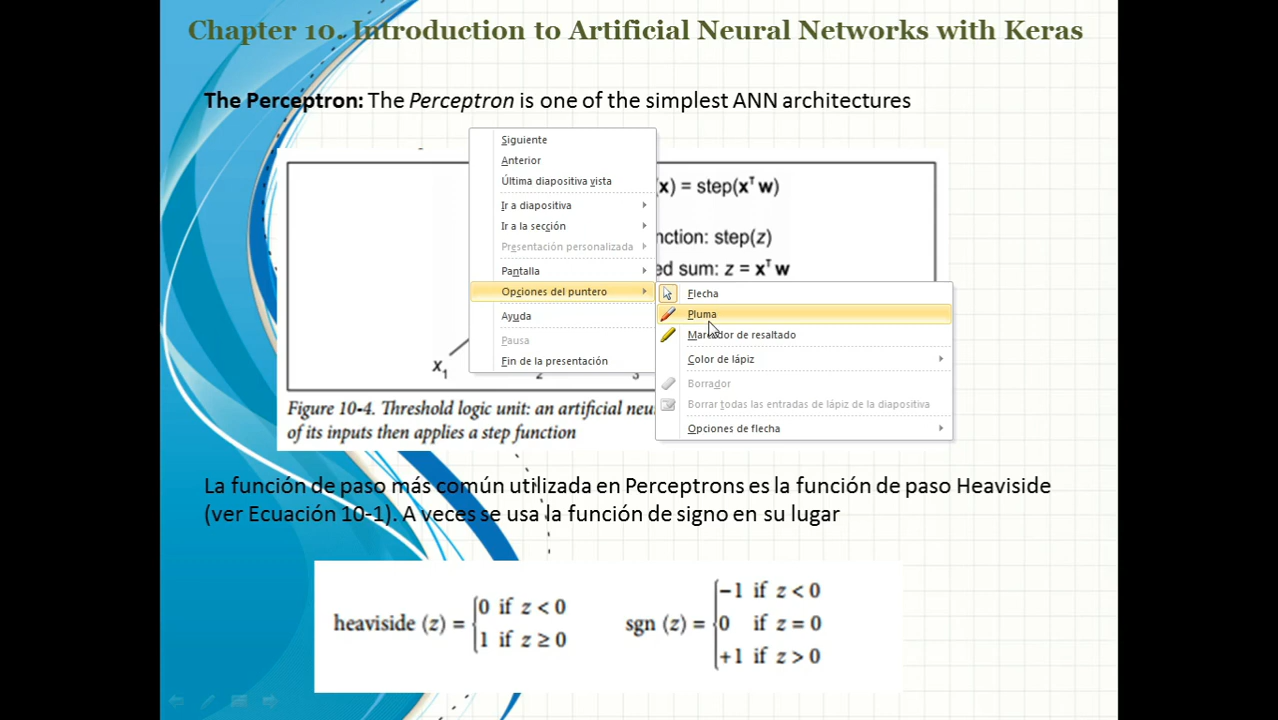 Chapter 10. Introduction to Artificial Neural Networks with Keras
The Perceptron: The Perceptron is one of the simplest ANN architectures
Siguiente
Anterior
Última diapositiva vista
Ir a diapositiva
Ir a la sección
Presentación personalizada
Pantalla
Opciones del puntero
Ayuda
Pausa
Fin de la presentación
(x) = step(xᵀ w)
nction: step(z)
ed sum: z = xᵀ w
Flecha
Pluma
Marcador de resaltado
Color de lápiz
Borrador
Borrar todas las entradas de lápiz de la diapositiva
Opciones de flecha
x₁
2
3
Figure 10-4. Threshold logic unit: an artificial neu
of its inputs then applies a step function
La función de paso más común utilizada en Perceptrons es la función de paso Heaviside
(ver Ecuación 10-1). A veces se usa la función de signo en su lugar
heaviside (z) = {0 if z < 0
1 if z ≥ 0
sgn (z) = {−1 if z < 0
0 if z = 0
+1 if z > 0